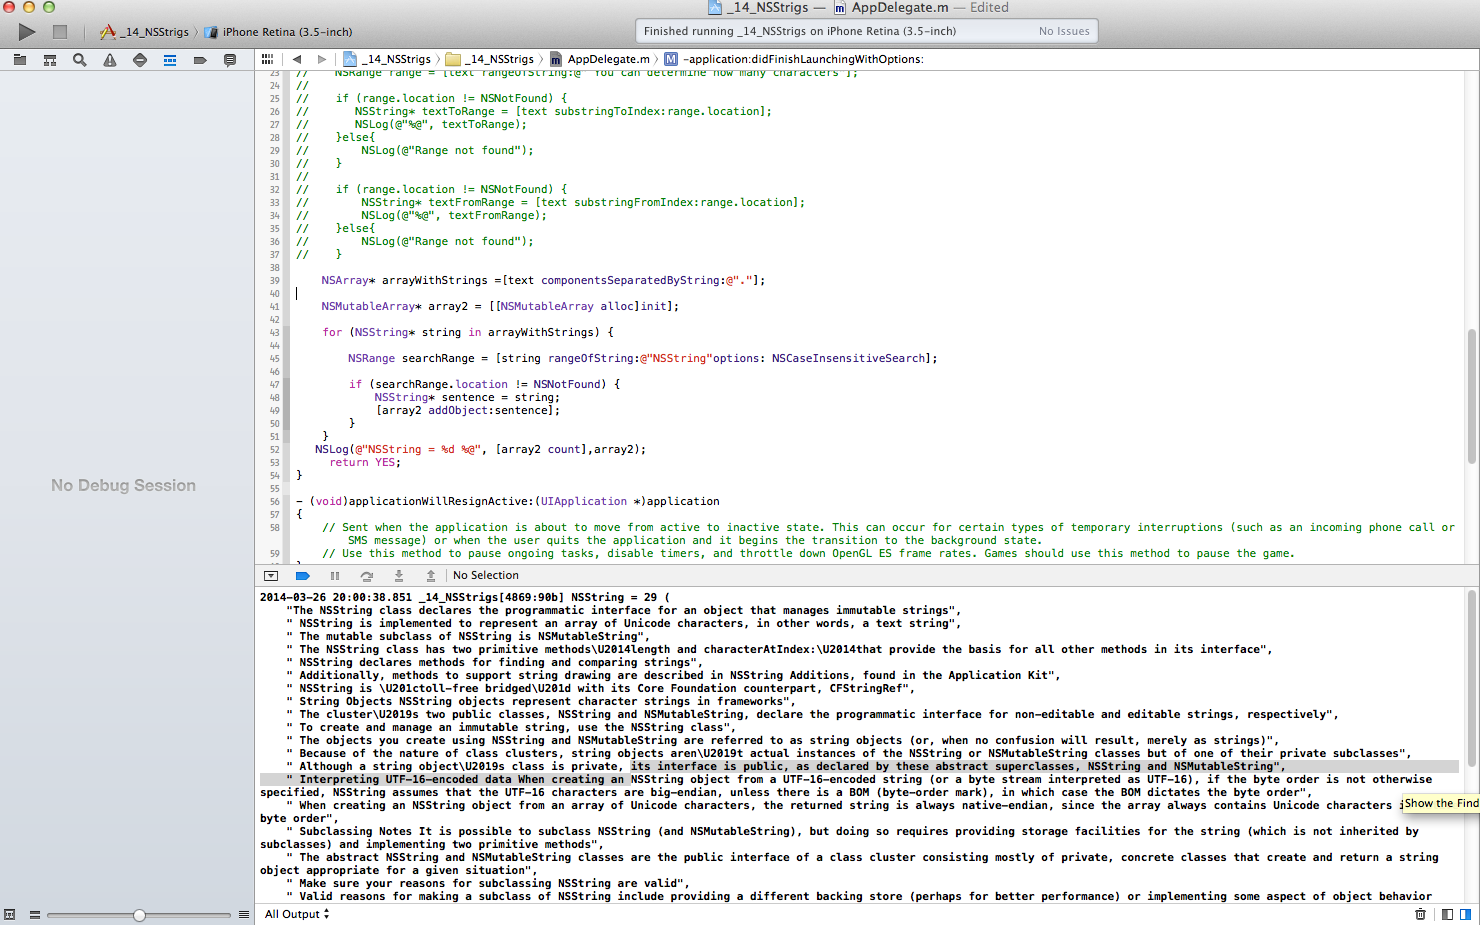 _14_NSStrigs — AppDelegate.m — Edited
_14_NSStrigs iPhone Retina (3.5-inch)
Finished running _14_NSStrigs on iPhone Retina (3.5-inch) No Issues
_14_NSStrigs _14_NSStrigs AppDelegate.m M -application:didFinishLaunchingWithOptions:
23 // NSRange range = [text rangeOfString:@" You can determine how many characters"];
24 //
25 // if (range.location != NSNotFound) {
26 // NSString* textToRange = [text substringToIndex:range.location];
27 // NSLog(@"%@", textToRange);
28 // }else{
29 // NSLog(@"Range not found");
30 // }
31 //
32 // if (range.location != NSNotFound) {
33 // NSString* textFromRange = [text substringFromIndex:range.location];
34 // NSLog(@"%@", textFromRange);
35 // }else{
36 // NSLog(@"Range not found");
37 // }
38
39 NSArray* arrayWithStrings =[text componentsSeparatedByString:@"."];
40
41 NSMutableArray* array2 = [[NSMutableArray alloc]init];
42
43 for (NSString* string in arrayWithStrings) {
44
45 NSRange searchRange = [string rangeOfString:@"NSString"options: NSCaseInsensitiveSearch];
46
47 if (searchRange.location != NSNotFound) {
48 NSString* sentence = string;
49 [array2 addObject:sentence];
50 }
51 }
52 NSLog(@"NSString = %d %@", [array2 count],array2);
53 return YES;
54 }
55
56 - (void)applicationWillResignActive:(UIApplication *)application
57 {
58 // Sent when the application is about to move from active to inactive state. This can occur for certain types of temporary interruptions (such as an incoming phone call or
SMS message) or when the user quits the application and it begins the transition to the background state.
59 // Use this method to pause ongoing tasks, disable timers, and throttle down OpenGL ES frame rates. Games should use this method to pause the game.
No Debug Session
No Selection
2014-03-26 20:00:38.851 _14_NSStrigs[4869:90b] NSString = 29 (
"The NSString class declares the programmatic interface for an object that manages immutable strings",
" NSString is implemented to represent an array of Unicode characters, in other words, a text string",
" The mutable subclass of NSString is NSMutableString",
" The NSString class has two primitive methods\U2014length and characterAtIndex:\U2014that provide the basis for all other methods in its interface",
" NSString declares methods for finding and comparing strings",
" Additionally, methods to support string drawing are described in NSString Additions, found in the Application Kit",
" NSString is \U201ctoll-free bridged\U201d with its Core Foundation counterpart, CFStringRef",
" String Objects NSString objects represent character strings in frameworks",
" The cluster\U2019s two public classes, NSString and NSMutableString, declare the programmatic interface for non-editable and editable strings, respectively",
" To create and manage an immutable string, use the NSString class",
" The objects you create using NSString and NSMutableString are referred to as string objects (or, when no confusion will result, merely as strings)",
" Because of the nature of class clusters, string objects aren\U2019t actual instances of the NSString or NSMutableString classes but of one of their private subclasses",
" Although a string object\U2019s class is private, its interface is public, as declared by these abstract superclasses, NSString and NSMutableString",
" Interpreting UTF-16-encoded data When creating an NSString object from a UTF-16-encoded string (or a byte stream interpreted as UTF-16), if the byte order is not otherwise
specified, NSString assumes that the UTF-16 characters are big-endian, unless there is a BOM (byte-order mark), in which case the BOM dictates the byte order",
" When creating an NSString object from an array of Unicode characters, the returned string is always native-endian, since the array always contains Unicode characters
byte order",
Show the Find
" Subclassing Notes It is possible to subclass NSString (and NSMutableString), but doing so requires providing storage facilities for the string (which is not inherited by
subclasses) and implementing two primitive methods",
" The abstract NSString and NSMutableString classes are the public interface of a class cluster consisting mostly of private, concrete classes that create and return a string
object appropriate for a given situation",
" Make sure your reasons for subclassing NSString are valid",
" Valid reasons for making a subclass of NSString include providing a different backing store (perhaps for better performance) or implementing some aspect of object behavior
All Output